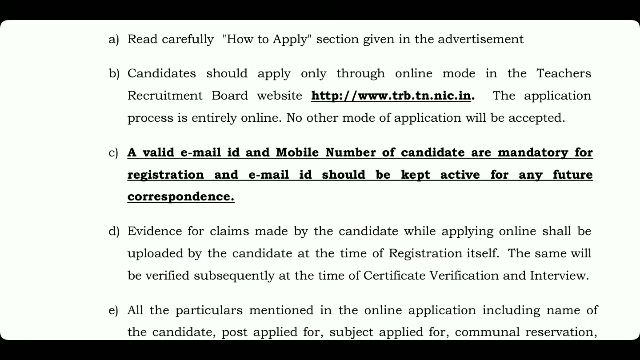 a) Read carefully "How to Apply" section given in the advertisement
b) Candidates should apply only through online mode in the Teachers
Recruitment Board website http://www.trb.tn.nic.in. The application
process is entirely online. No other mode of application will be accepted.
c) A valid e-mail id and Mobile Number of candidate are mandatory for
registration and e-mail id should be kept active for any future
correspondence.
d) Evidence for claims made by the candidate while applying online shall be
uploaded by the candidate at the time of Registration itself. The same will
be verified subsequently at the time of Certificate Verification and Interview.
e) All the particulars mentioned in the online application including name of
the candidate, post applied for, subject applied for, communal reservation,